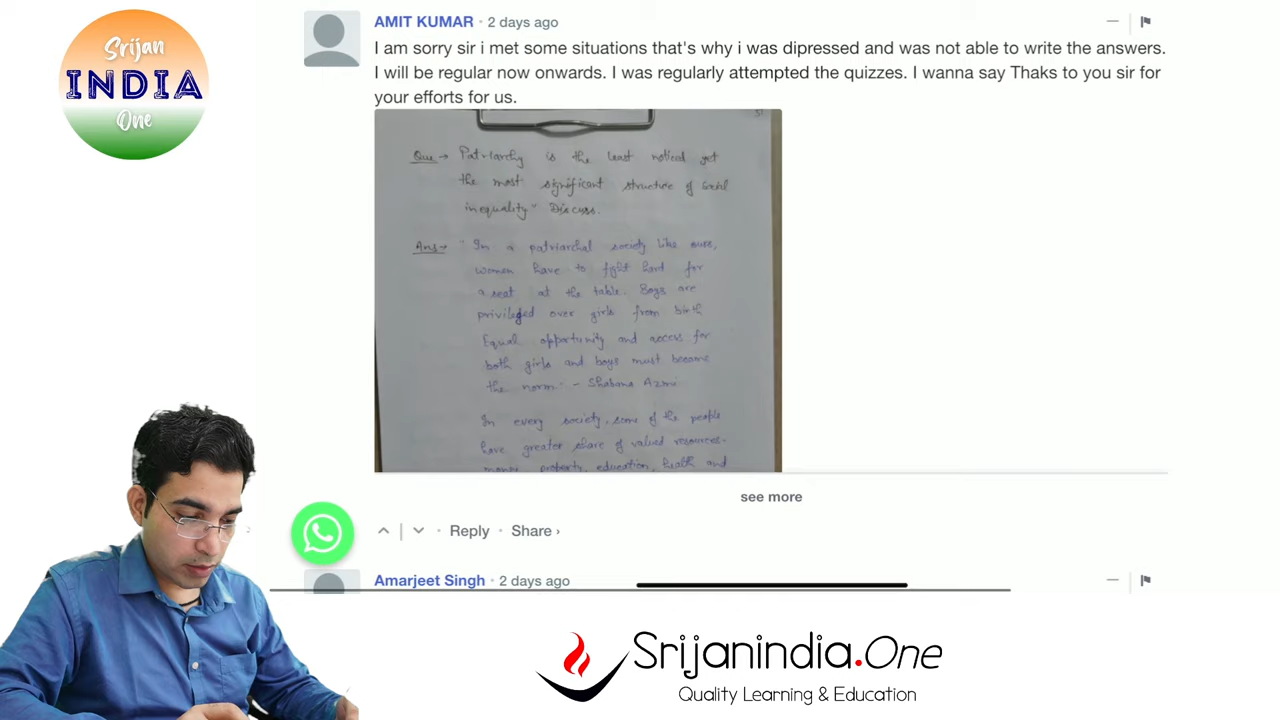 Srijan
INDIA
One
AMIT KUMAR • 2 days ago
I am sorry sir i met some situations that's why i was dipressed and was not able to write the answers.
I will be regular now onwards. I was regularly attempted the quizzes. I wanna say Thaks to you sir for
your efforts for us.
Que → Patriarchy is the least noticed yet
the most significant structure of social
inequality" Discuss.
Ans → "In a patriarchal society like ours,
women have to fight hard for
a seat at the table. Boys are
privileged over girls from birth
Equal opportunity and access for
both girls and boys must become
the norm. - Shabana Azmi
In every society, some of the people
have greater share of valued resources.
money, property, education, health and
see more
Reply • Share ›
Amarjeet Singh • 2 days ago
Srijanindia.One
Quality Learning & Education